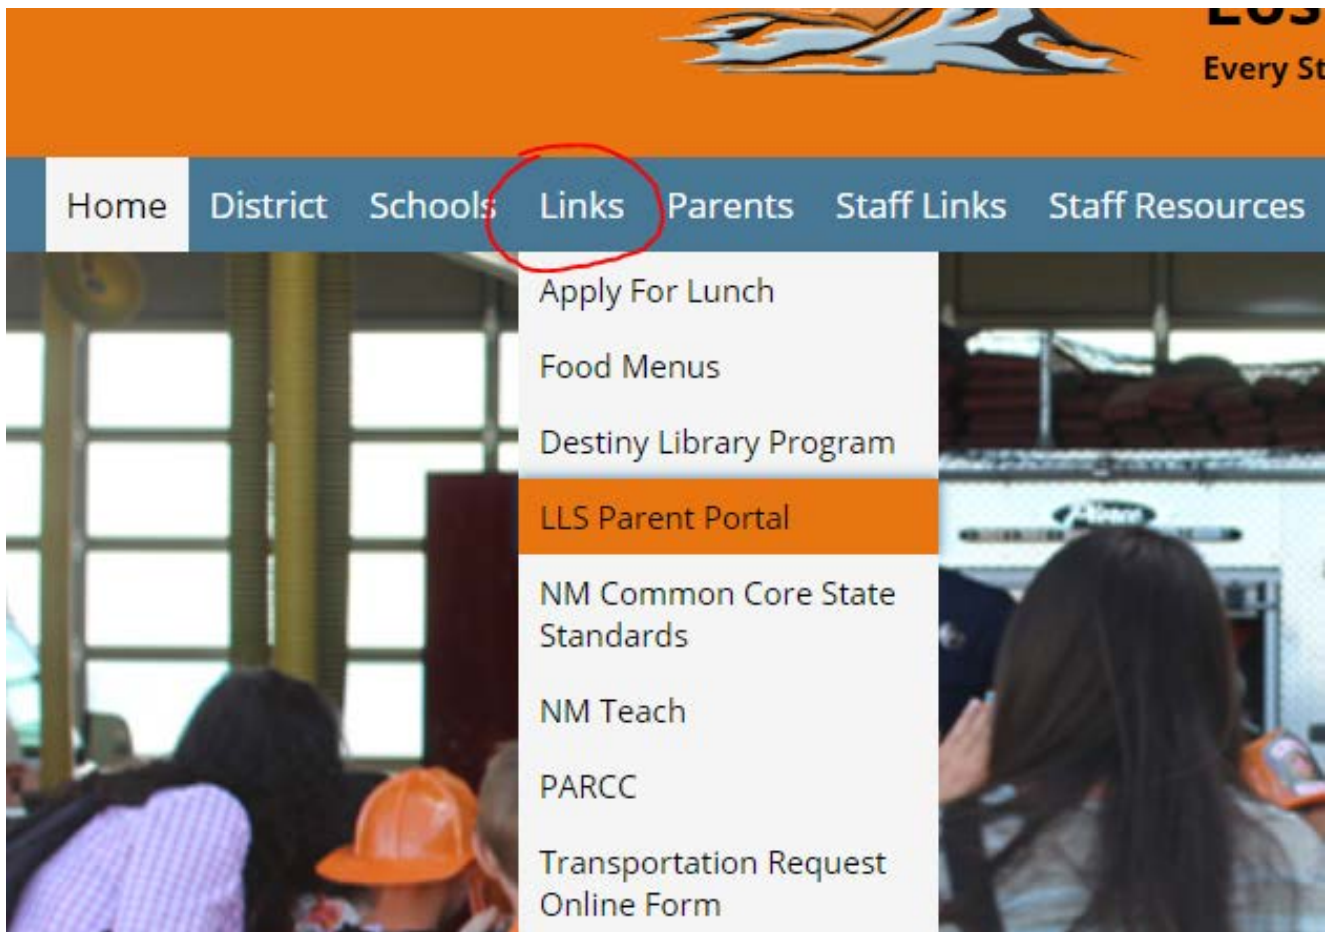 Every St
Home District Schools Links Parents Staff Links Staff Resources
Apply For Lunch
Food Menus
Destiny Library Program
LLS Parent Portal
NM Common Core State
Standards
NM Teach
PARCC
Transportation Request
Online Form